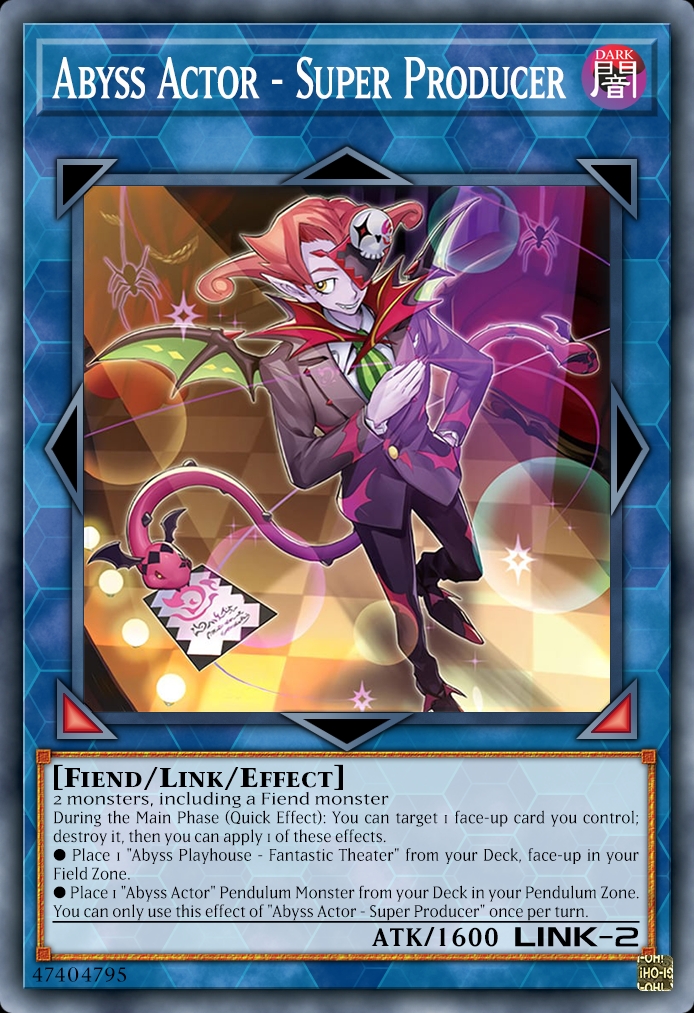 Abyss Actor - Super Producer
DARK
闇
[Fiend/Link/Effect]
2 monsters, including a Fiend monster
During the Main Phase (Quick Effect): You can target 1 face-up card you control;
destroy it, then you can apply 1 of these effects.
● Place 1 "Abyss Playhouse - Fantastic Theater" from your Deck, face-up in your
Field Zone.
● Place 1 "Abyss Actor" Pendulum Monster from your Deck in your Pendulum Zone.
You can only use this effect of "Abyss Actor - Super Producer" once per turn.
ATK/1600 LINK-2
47404795